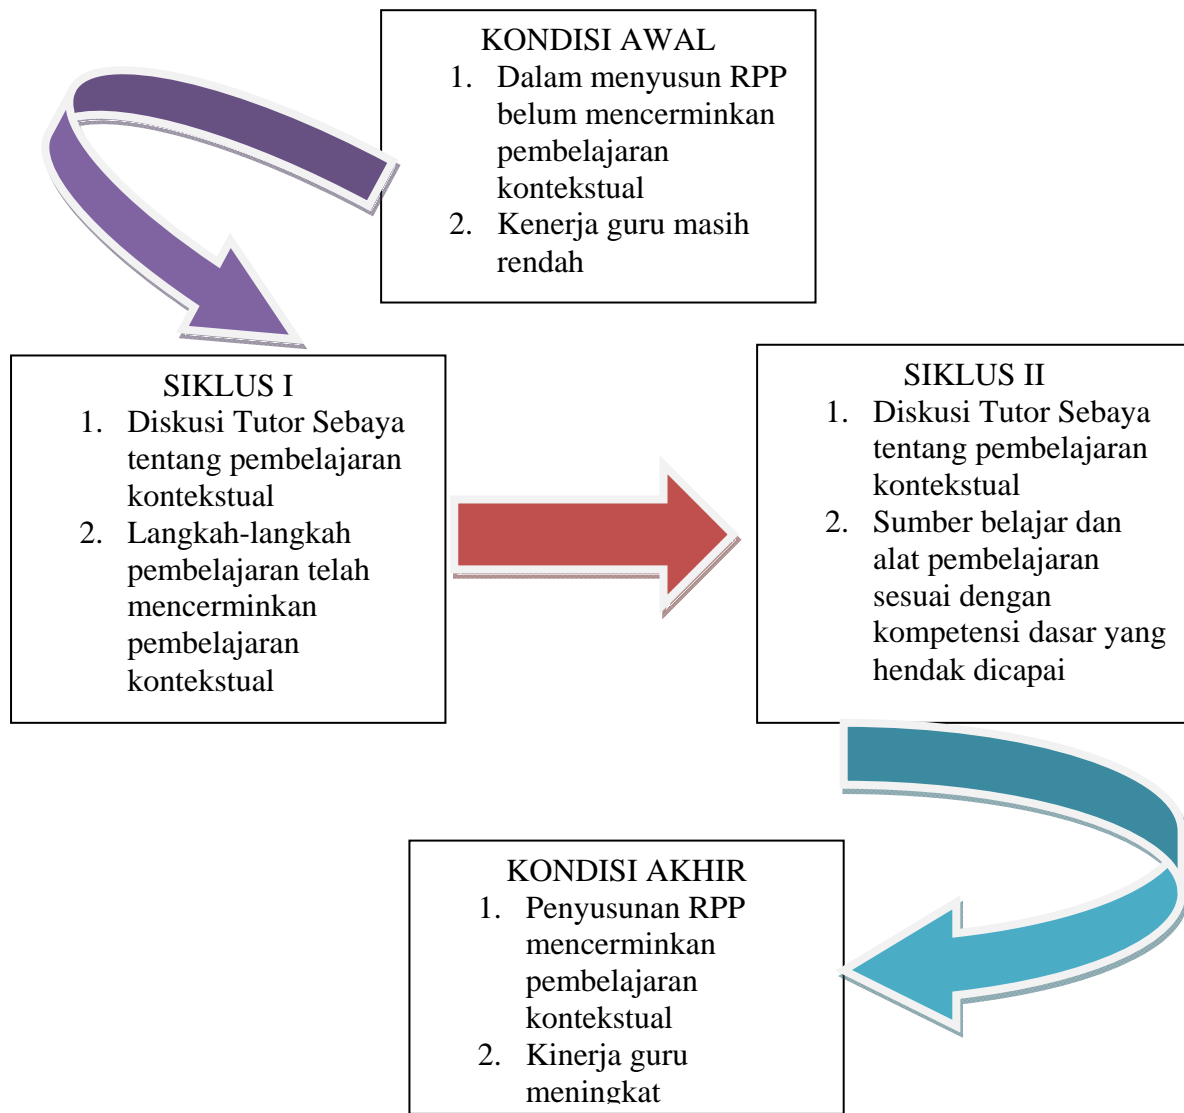 KONDISI AWAL
1. Dalam menyusun RPP
belum mencerminkan
pembelajaran
kontekstual
2. Kenerja guru masih
rendah
SIKLUS I
1. Diskusi Tutor Sebaya
tentang pembelajaran
kontekstual
2. Langkah-langkah
pembelajaran telah
mencerminkan
pembelajaran
kontekstual
SIKLUS II
1. Diskusi Tutor Sebaya
tentang pembelajaran
kontekstual
2. Sumber belajar dan
alat pembelajaran
sesuai dengan
kompetensi dasar yang
hendak dicapai
KONDISI AKHIR
1. Penyusunan RPP
mencerminkan
pembelajaran
kontekstual
2. Kinerja guru
meningkat